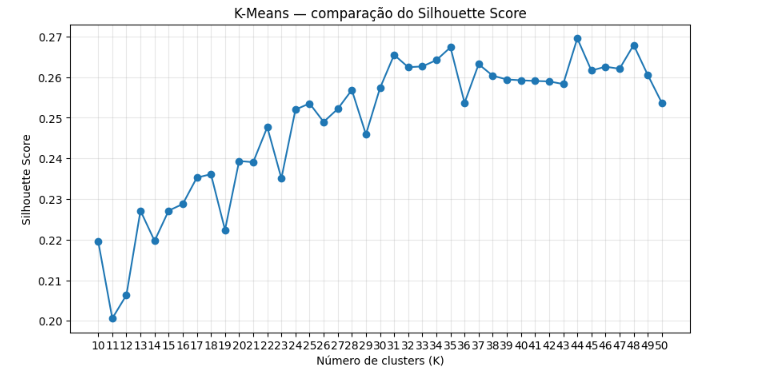 K-Means — comparação do Silhouette Score
0.27
0.26
0.25
0.24
0.23
0.22
0.21
0.20
Silhouette Score
10 11 12 13 14 15 16 17 18 19 20 21 22 23 24 25 26 27 28 29 30 31 32 33 34 35 36 37 38 39 40 41 42 43 44 45 46 47 48 49 50
Número de clusters (K)